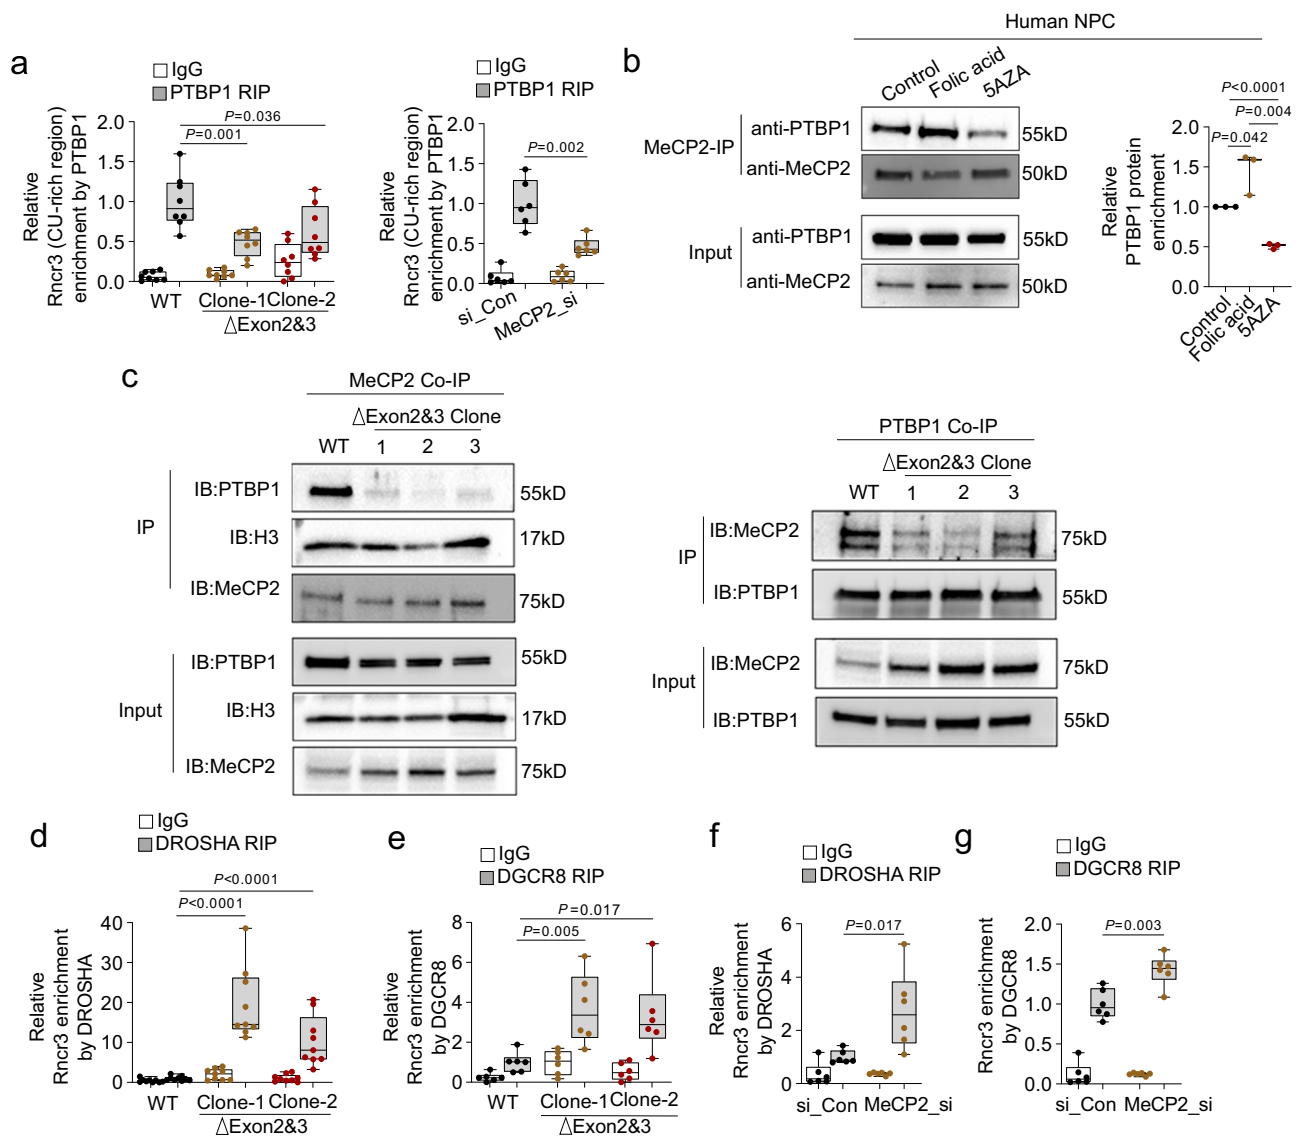 a
IgG
PTBP1 RIP
Relative
Rncr3 (CU-rich region)
enrichment by PTBP1
P=0.036
P=0.001
2.0
1.5
1.0
0.5
0.0
WT
Clone-1 Clone-2
△Exon2&3
IgG
PTBP1 RIP
Relative
Rncr3 (CU-rich region)
enrichment by PTBP1
P=0.002
2.0
1.5
1.0
0.5
0.0
si_Con
MeCP2_si
b
Human NPC
Control
Folic acid
5AZA
MeCP2-IP
anti-PTBP1
55kD
anti-MeCP2
50kD
Input
anti-PTBP1
55kD
anti-MeCP2
50kD
P<0.0001
P=0.004
P=0.042
Relative
PTBP1 protein
enrichment
2.0
1.5
1.0
0.5
0.0
Control
Folic acid
5AZA
c
MeCP2 Co-IP
△Exon2&3 Clone
WT 1 2 3
IP
IB:PTBP1
55kD
IB:H3
17kD
IB:MeCP2
75kD
Input
IB:PTBP1
55kD
IB:H3
17kD
IB:MeCP2
75kD
PTBP1 Co-IP
△Exon2&3 Clone
WT 1 2 3
IP
IB:MeCP2
75kD
IB:PTBP1
55kD
Input
IB:MeCP2
75kD
IB:PTBP1
55kD
d
IgG
DROSHA RIP
P<0.0001
P<0.0001
Relative
Rncr3 enrichment
by DROSHA
40
30
20
10
0
WT
Clone-1 Clone-2
△Exon2&3
e
IgG
DGCR8 RIP
P=0.017
P=0.005
Relative
Rncr3 enrichment
by DGCR8
8
6
4
2
0
WT
Clone-1 Clone-2
△Exon2&3
f
IgG
DROSHA RIP
P=0.017
Relative
Rncr3 enrichment
by DROSHA
6
4
2
0
si_Con MeCP2_si
g
IgG
DGCR8 RIP
P=0.003
Relative
Rncr3 enrichment
by DGCR8
2.0
1.5
1.0
0.5
0.0
si_Con MeCP2_si